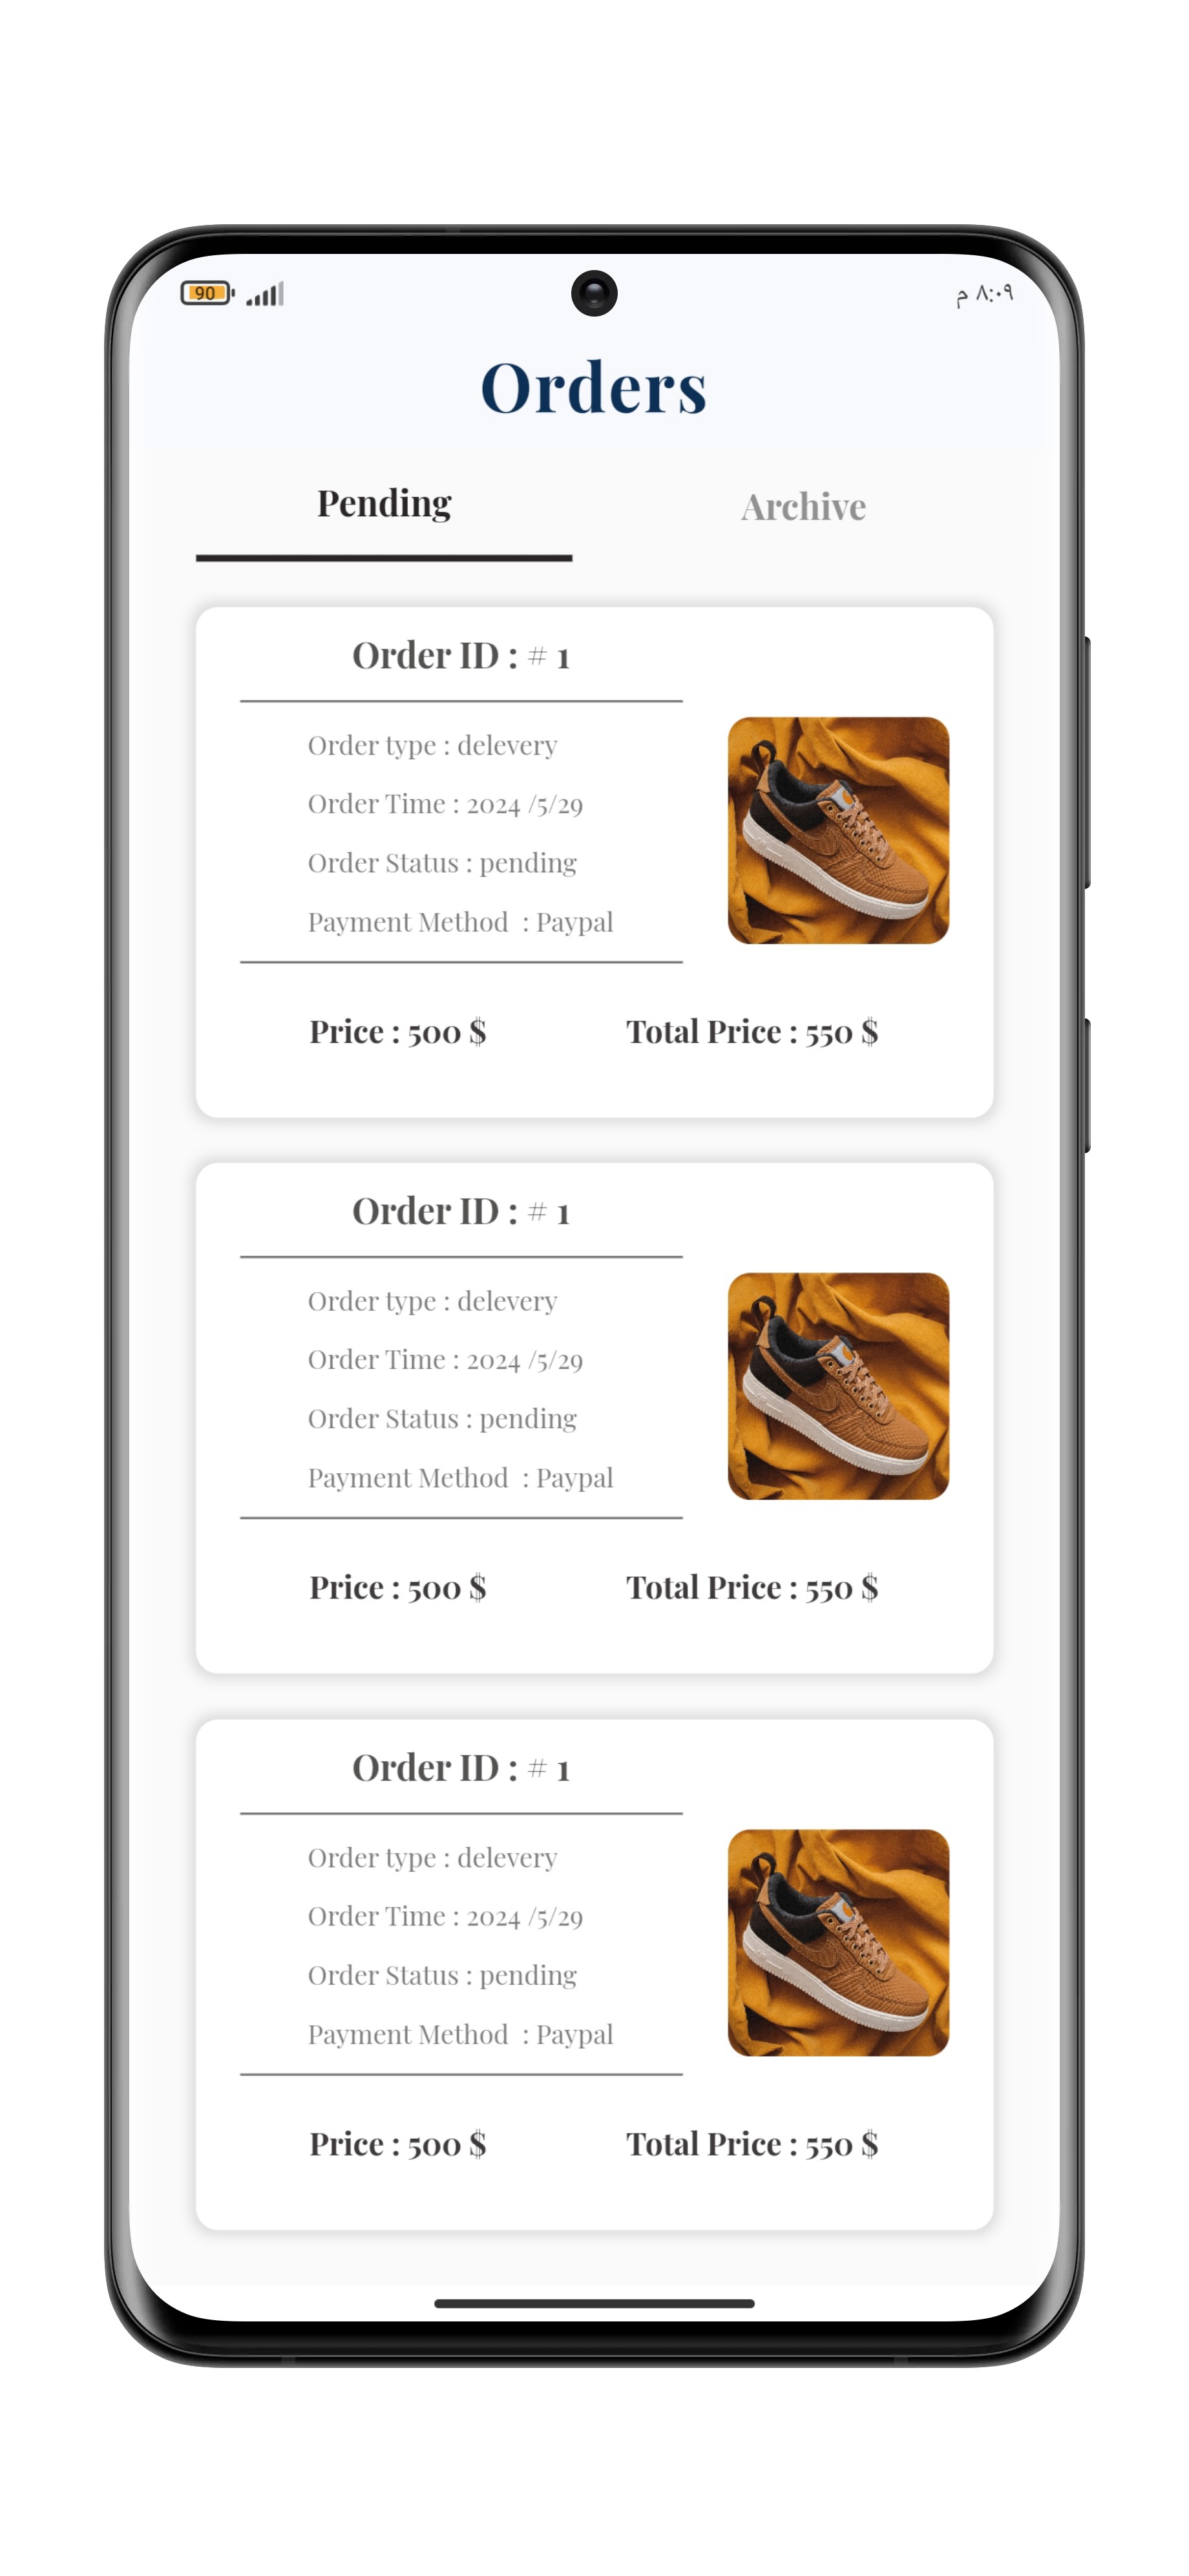 90
٨:٠٩ م
Orders
Pending
Archive
Order ID : # 1
Order type : delevery
Order Time : 2024 /5/29
Order Status : pending
Payment Method  : Paypal
Price : 500 $
Total Price : 550 $
Order ID : # 1
Order type : delevery
Order Time : 2024 /5/29
Order Status : pending
Payment Method  : Paypal
Price : 500 $
Total Price : 550 $
Order ID : # 1
Order type : delevery
Order Time : 2024 /5/29
Order Status : pending
Payment Method  : Paypal
Price : 500 $
Total Price : 550 $